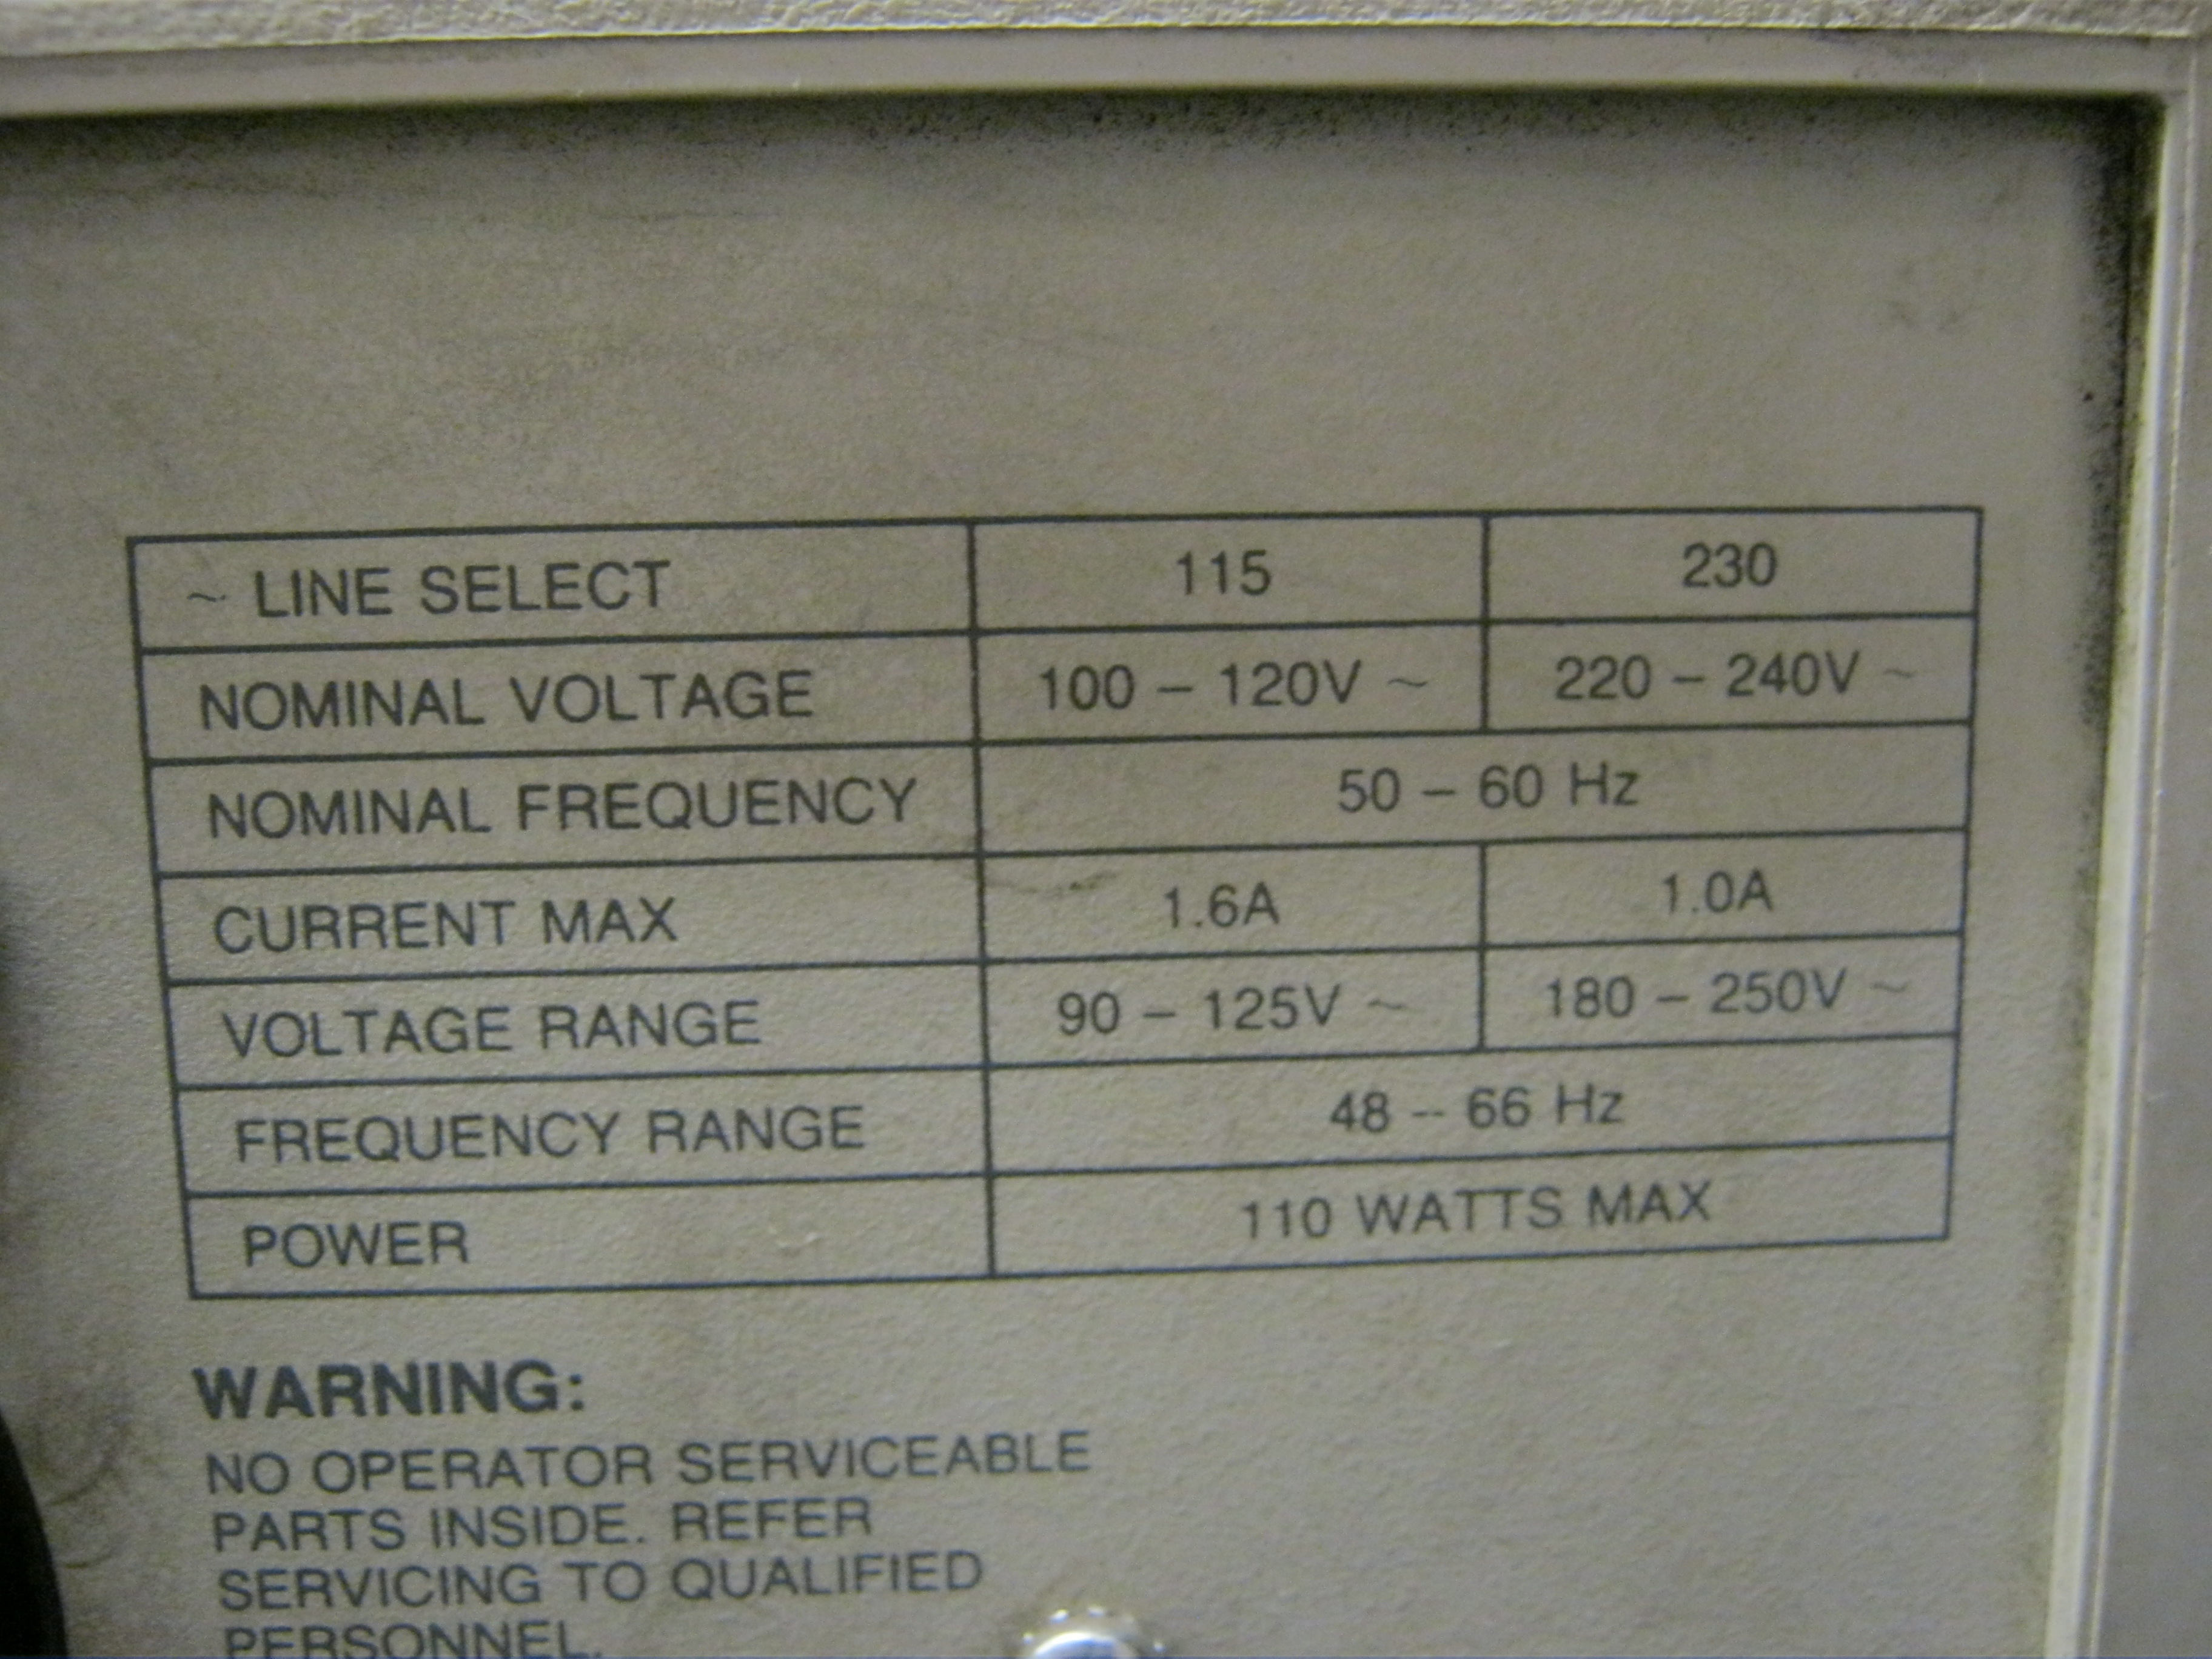 ~ LINE SELECT 115 230
NOMINAL VOLTAGE 100 – 120V ~ 220 – 240V ~
NOMINAL FREQUENCY 50 – 60 Hz
CURRENT MAX 1.6A 1.0A
VOLTAGE RANGE 90 – 125V ~ 180 – 250V ~
FREQUENCY RANGE 48 – 66 Hz
POWER 110 WATTS MAX
WARNING:
NO OPERATOR SERVICEABLE
PARTS INSIDE. REFER
SERVICING TO QUALIFIED
PERSONNEL.